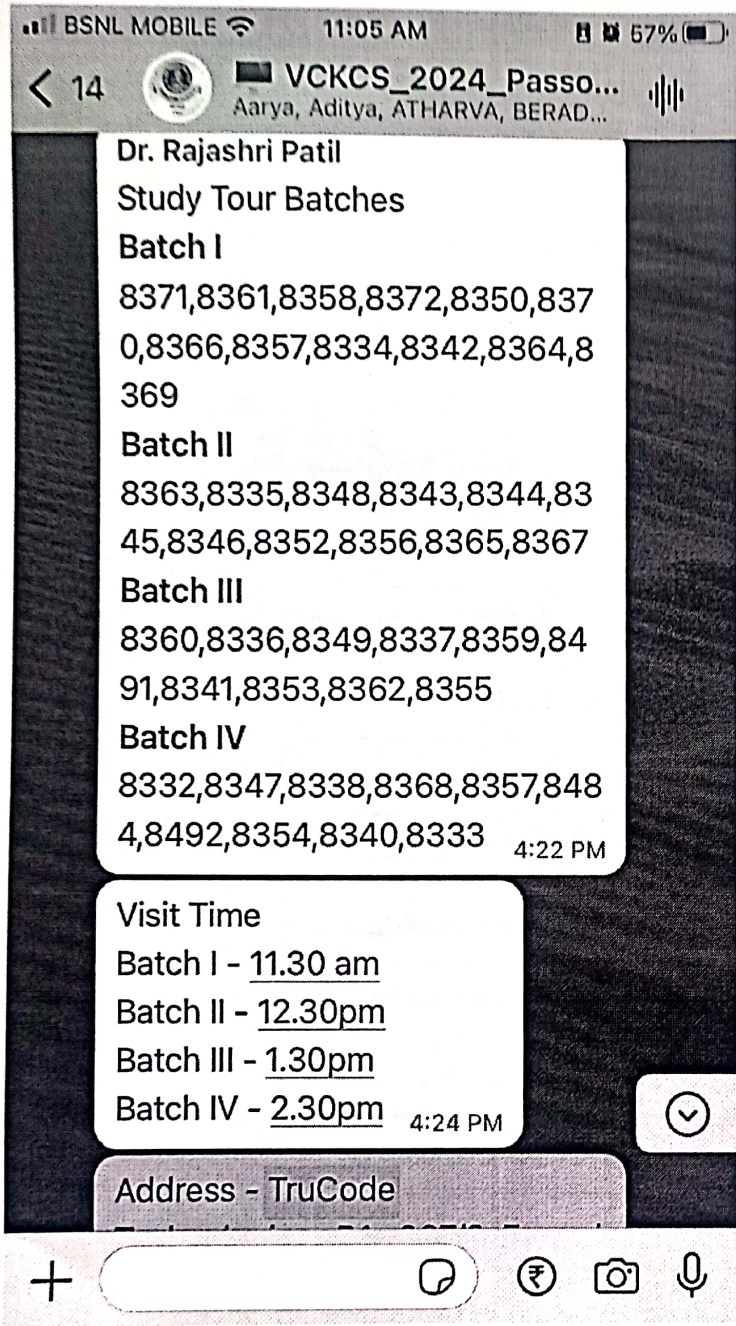 BSNL MOBILE 11:05 AM 57%
14 VCKCS_2024_Passo...
Aarya, Aditya, ATHARVA, BERAD...
Dr. Rajashri Patil
Study Tour Batches
Batch I
8371,8361,8358,8372,8350,837
0,8366,8357,8334,8342,8364,8
369
Batch II
8363,8335,8348,8343,8344,83
45,8346,8352,8356,8365,8367
Batch III
8360,8336,8349,8337,8359,84
91,8341,8353,8362,8355
Batch IV
8332,8347,8338,8368,8357,848
4,8492,8354,8340,8333 4:22 PM
Visit Time
Batch I - 11.30 am
Batch II - 12.30pm
Batch III - 1.30pm
Batch IV - 2.30pm 4:24 PM
Address - TruCode